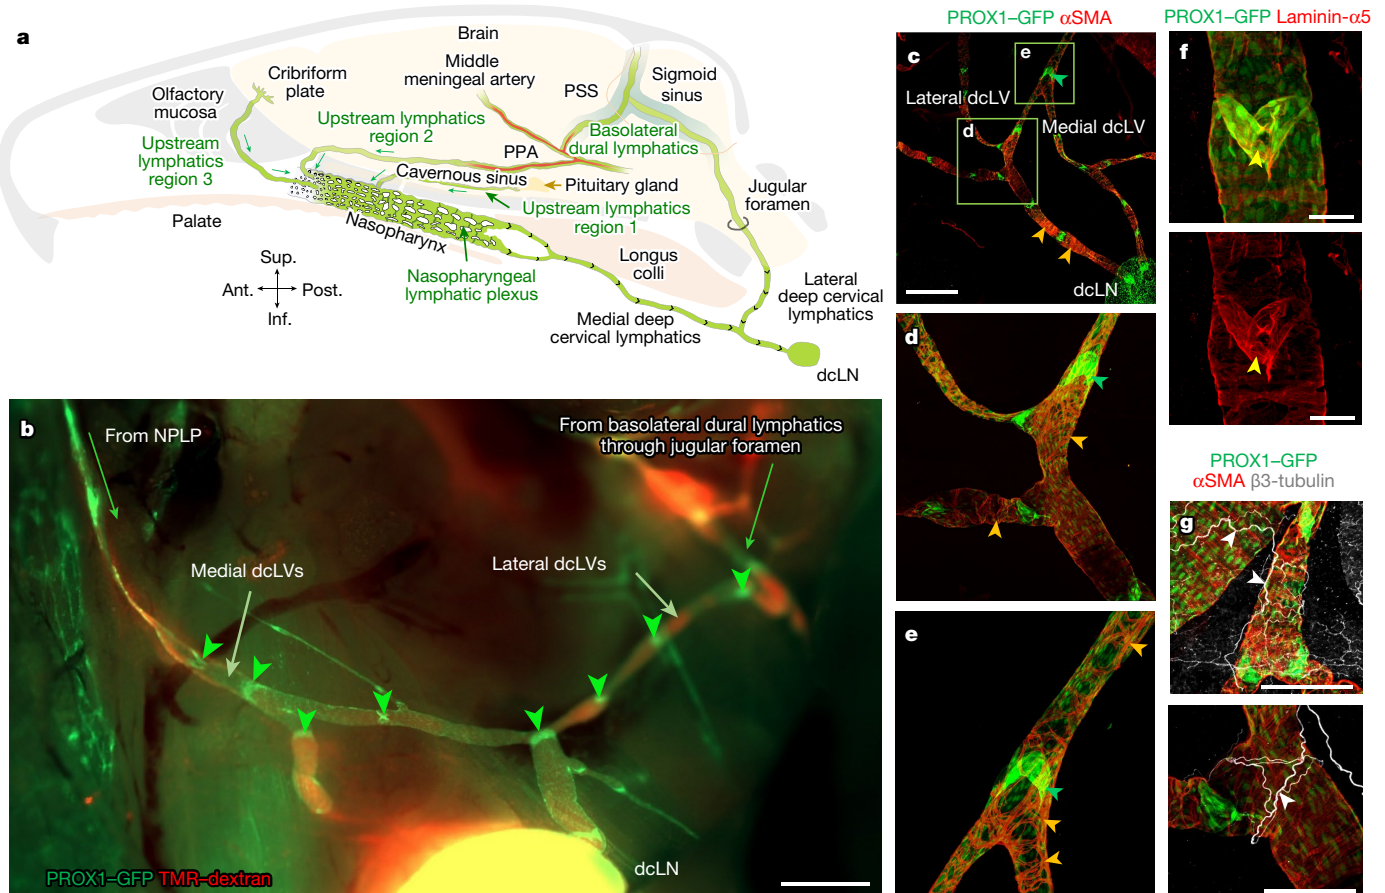 a
Brain
Middle
meningeal artery
Cribriform
plate
Olfactory
mucosa
PSS
Sigmoid
sinus
Upstream lymphatics
region 2
Basolateral
dural lymphatics
Upstream
lymphatics
region 3
PPA
Cavernous sinus
Pituitary gland
Jugular
foramen
Upstream lymphatics
region 1
Palate
Nasopharynx
Longus
colli
Sup.
Ant.
Post.
Inf.
Nasopharyngeal
lymphatic plexus
Lateral
deep cervical
lymphatics
Medial deep
cervical lymphatics
dcLN
b
From NPLP
From basolateral dural lymphatics
through jugular foramen
Medial dcLVs
Lateral dcLVs
dcLN
PROX1–GFP TMR–dextran
PROX1–GFP αSMA
c
e
Lateral dcLV
d
Medial dcLV
dcLN
d
e
PROX1–GFP Laminin-α5
f
PROX1–GFP
αSMA β3-tubulin
g